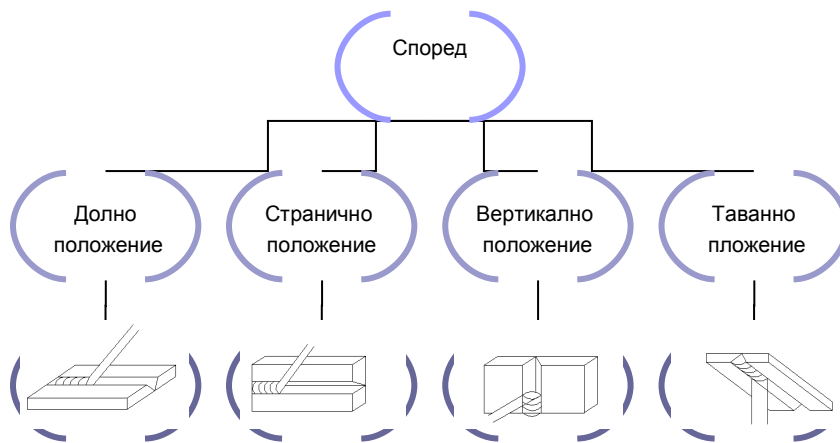 Според
Долно
положение
Странично
положение
Вертикално
положение
Таванно
пложение